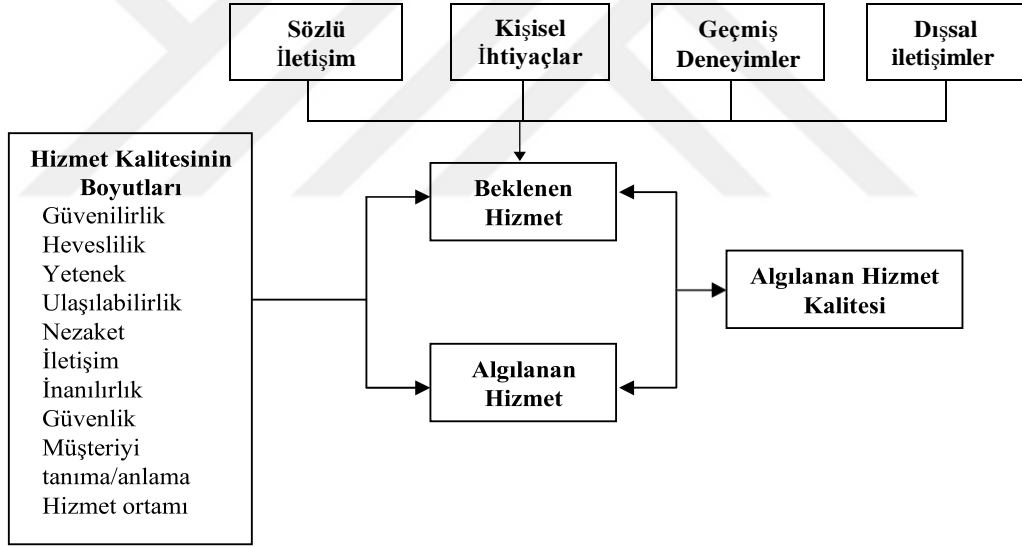 Sözlü
İletişim
Kişisel
İhtiyaçlar
Geçmiş
Deneyimler
Dışsal
iletişimler
Hizmet Kalitesinin
Boyutları
Güvenilirlik
Heveslilik
Yetenek
Ulaşılabilirlik
Nezaket
İletişim
İnanılırlık
Güvenlik
Müşteriyi
tanıma/anlama
Hizmet ortamı
Beklenen
Hizmet
Algılanan
Hizmet
Algılanan Hizmet
Kalitesi